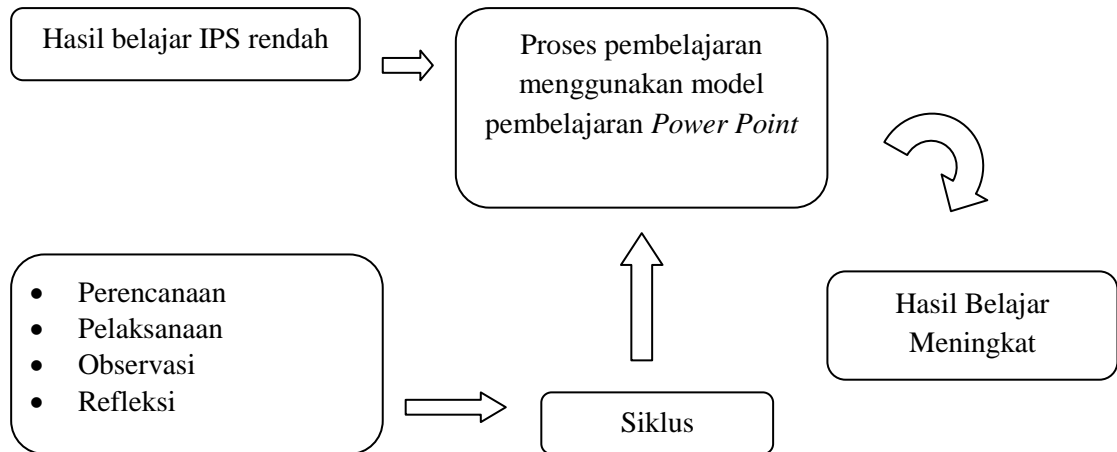 Hasil belajar IPS rendah
Proses pembelajaran
menggunakan model
pembelajaran Power Point
• Perencanaan
• Pelaksanaan
• Observasi
• Refleksi
Siklus
Hasil Belajar
Meningkat